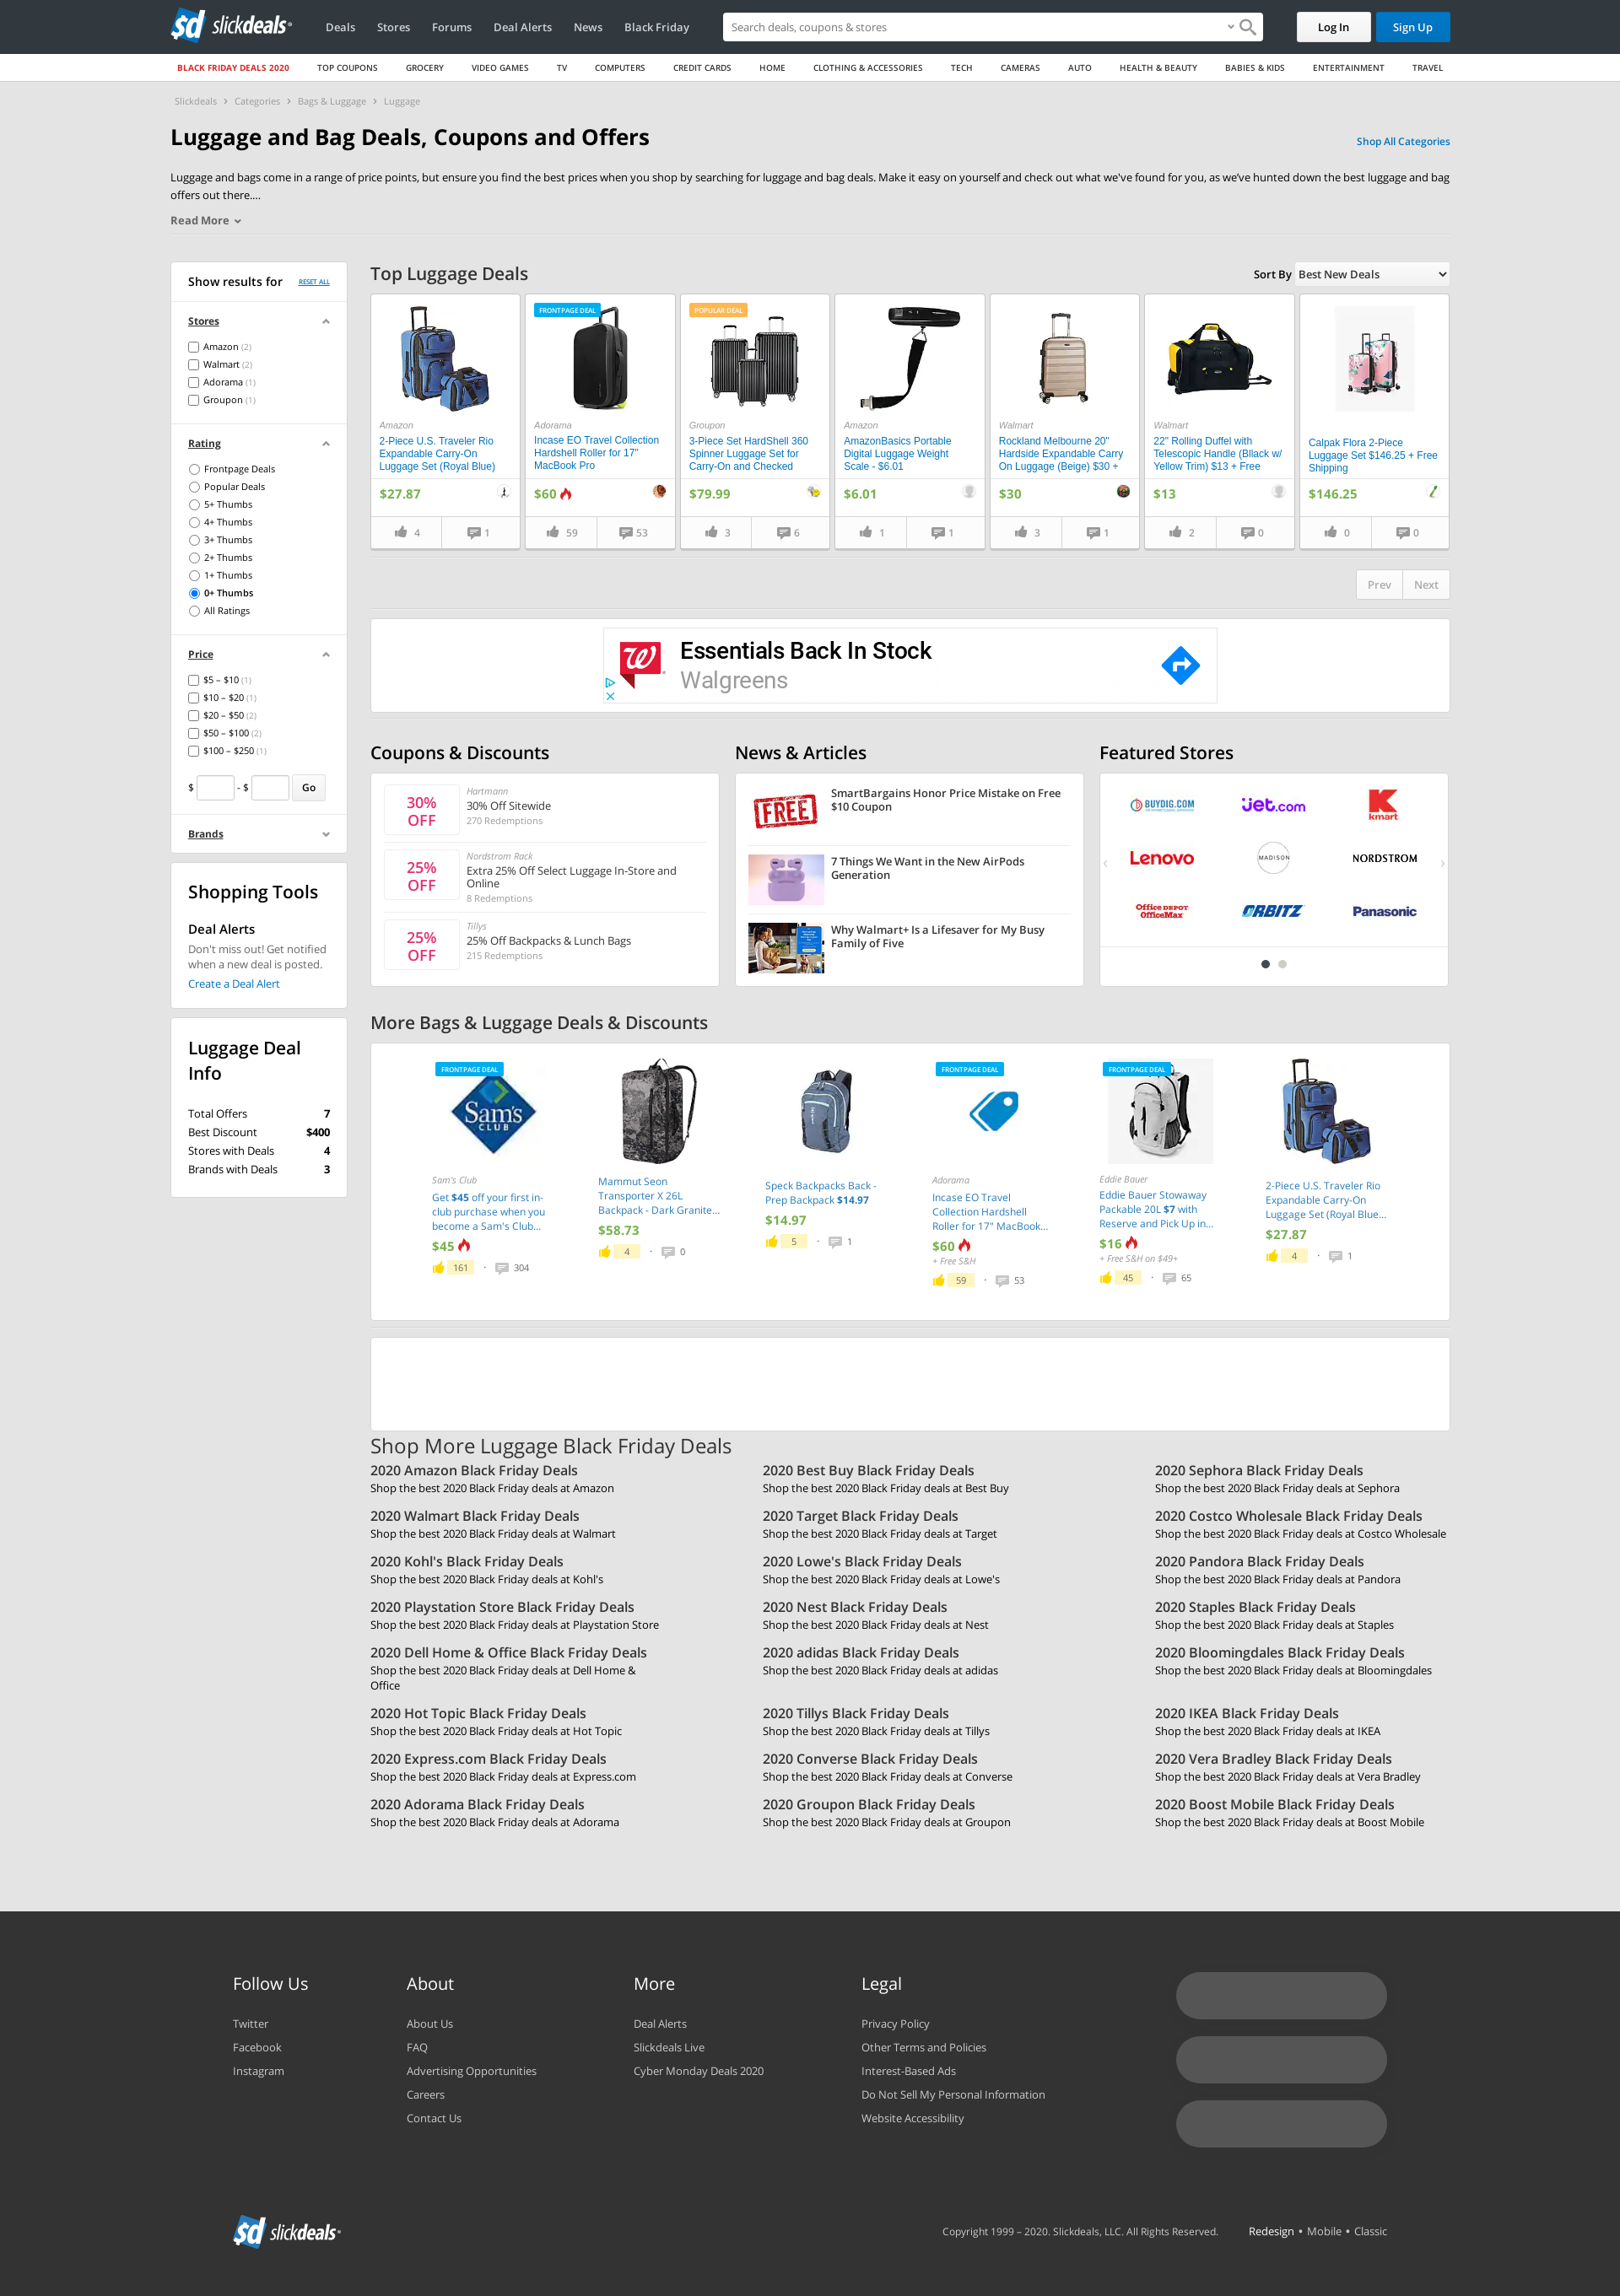 sd slickdeals
Deals Stores Forums Deal Alerts News Black Friday
Search deals, coupons & stores
Log In Sign Up
BLACK FRIDAY DEALS 2020 TOP COUPONS GROCERY VIDEO GAMES TV COMPUTERS CREDIT CARDS HOME CLOTHING & ACCESSORIES TECH CAMERAS AUTO HEALTH & BEAUTY BABIES & KIDS ENTERTAINMENT TRAVEL
Slickdeals › Categories › Bags & Luggage › Luggage
Luggage and Bag Deals, Coupons and Offers
Shop All Categories
Luggage and bags come in a range of price points, but ensure you find the best prices when you shop by searching for luggage and bag deals. Make it easy on yourself and check out what we've found for you, as we've hunted down the best luggage and bag
offers out there....
Read More
Show results for RESET ALL
Stores
Amazon (2)
Walmart (2)
Adorama (1)
Groupon (1)
Rating
Frontpage Deals
Popular Deals
5+ Thumbs
4+ Thumbs
3+ Thumbs
2+ Thumbs
1+ Thumbs
0+ Thumbs
All Ratings
Price
$5 – $10 (1)
$10 – $20 (1)
$20 – $50 (2)
$50 – $100 (2)
$100 – $250 (1)
$ - $ Go
Brands
Shopping Tools
Deal Alerts
Don't miss out! Get notified
when a new deal is posted.
Create a Deal Alert
Luggage Deal
Info
Total Offers 7
Best Discount $400
Stores with Deals 4
Brands with Deals 3
Top Luggage Deals
Sort By Best New Deals
Amazon
2-Piece U.S. Traveler Rio
Expandable Carry-On
Luggage Set (Royal Blue)
$27.87
4 1
FRONTPAGE DEAL
Adorama
Incase EO Travel Collection
Hardshell Roller for 17"
MacBook Pro
$60
59 53
POPULAR DEAL
Groupon
3-Piece Set HardShell 360
Spinner Luggage Set for
Carry-On and Checked
$79.99
3 6
Amazon
AmazonBasics Portable
Digital Luggage Weight
Scale - $6.01
$6.01
1 1
Walmart
Rockland Melbourne 20"
Hardside Expandable Carry
On Luggage (Beige) $30 +
$30
3 1
Walmart
22" Rolling Duffel with
Telescopic Handle (Bllack w/
Yellow Trim) $13 + Free
$13
2 0
Calpak Flora 2-Piece
Luggage Set $146.25 + Free
Shipping
$146.25
0 0
Prev Next
Essentials Back In Stock
Walgreens
Coupons & Discounts
30%
OFF
Hartmann
30% Off Sitewide
270 Redemptions
25%
OFF
Nordstrom Rack
Extra 25% Off Select Luggage In-Store and
Online
8 Redemptions
25%
OFF
Tillys
25% Off Backpacks & Lunch Bags
215 Redemptions
News & Articles
FREE
SmartBargains Honor Price Mistake on Free
$10 Coupon
7 Things We Want in the New AirPods
Generation
Why Walmart+ Is a Lifesaver for My Busy
Family of Five
Featured Stores
BUYDIG.COM Jet.com Kmart
Lenovo MADISON NORDSTROM
Office DEPOT OfficeMax ORBITZ Panasonic
More Bags & Luggage Deals & Discounts
FRONTPAGE DEAL
Sam's CLUB
Sam's Club
Get $45 off your first in-
club purchase when you
become a Sam's Club...
$45
161 · 304
Mammut Seon
Transporter X 26L
Backpack - Dark Granite...
$58.73
4 · 0
Speck Backpacks Back -
Prep Backpack $14.97
$14.97
5 · 1
FRONTPAGE DEAL
Adorama
Incase EO Travel
Collection Hardshell
Roller for 17" MacBook...
$60
+ Free S&H
59 · 53
FRONTPAGE DEAL
Eddie Bauer
Eddie Bauer Stowaway
Packable 20L $7 with
Reserve and Pick Up in...
$16
+ Free S&H on $49+
45 · 65
2-Piece U.S. Traveler Rio
Expandable Carry-On
Luggage Set (Royal Blue...
$27.87
4 · 1
Shop More Luggage Black Friday Deals
2020 Amazon Black Friday Deals
Shop the best 2020 Black Friday deals at Amazon
2020 Best Buy Black Friday Deals
Shop the best 2020 Black Friday deals at Best Buy
2020 Sephora Black Friday Deals
Shop the best 2020 Black Friday deals at Sephora
2020 Walmart Black Friday Deals
Shop the best 2020 Black Friday deals at Walmart
2020 Target Black Friday Deals
Shop the best 2020 Black Friday deals at Target
2020 Costco Wholesale Black Friday Deals
Shop the best 2020 Black Friday deals at Costco Wholesale
2020 Kohl's Black Friday Deals
Shop the best 2020 Black Friday deals at Kohl's
2020 Lowe's Black Friday Deals
Shop the best 2020 Black Friday deals at Lowe's
2020 Pandora Black Friday Deals
Shop the best 2020 Black Friday deals at Pandora
2020 Playstation Store Black Friday Deals
Shop the best 2020 Black Friday deals at Playstation Store
2020 Nest Black Friday Deals
Shop the best 2020 Black Friday deals at Nest
2020 Staples Black Friday Deals
Shop the best 2020 Black Friday deals at Staples
2020 Dell Home & Office Black Friday Deals
Shop the best 2020 Black Friday deals at Dell Home &
Office
2020 adidas Black Friday Deals
Shop the best 2020 Black Friday deals at adidas
2020 Bloomingdales Black Friday Deals
Shop the best 2020 Black Friday deals at Bloomingdales
2020 Hot Topic Black Friday Deals
Shop the best 2020 Black Friday deals at Hot Topic
2020 Tillys Black Friday Deals
Shop the best 2020 Black Friday deals at Tillys
2020 IKEA Black Friday Deals
Shop the best 2020 Black Friday deals at IKEA
2020 Express.com Black Friday Deals
Shop the best 2020 Black Friday deals at Express.com
2020 Converse Black Friday Deals
Shop the best 2020 Black Friday deals at Converse
2020 Vera Bradley Black Friday Deals
Shop the best 2020 Black Friday deals at Vera Bradley
2020 Adorama Black Friday Deals
Shop the best 2020 Black Friday deals at Adorama
2020 Groupon Black Friday Deals
Shop the best 2020 Black Friday deals at Groupon
2020 Boost Mobile Black Friday Deals
Shop the best 2020 Black Friday deals at Boost Mobile
Follow Us
Twitter
Facebook
Instagram
About
About Us
FAQ
Advertising Opportunities
Careers
Contact Us
More
Deal Alerts
Slickdeals Live
Cyber Monday Deals 2020
Legal
Privacy Policy
Other Terms and Policies
Interest-Based Ads
Do Not Sell My Personal Information
Website Accessibility
sd slickdeals
Copyright 1999 – 2020. Slickdeals, LLC. All Rights Reserved. Redesign • Mobile • Classic